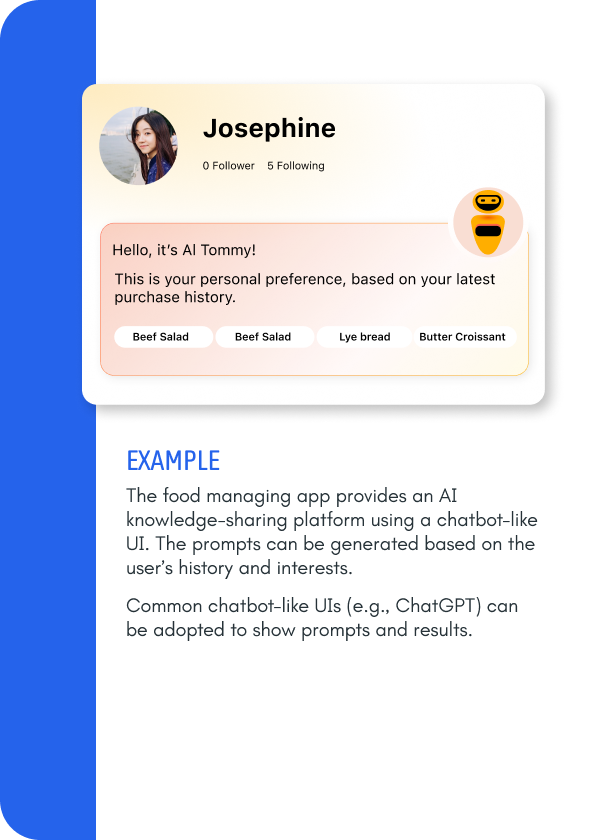 Josephine
0 Follower 5 Following
Hello, it’s AI Tommy!
This is your personal preference, based on your latest
purchase history.
Beef Salad Beef Salad Lye bread Butter Croissant
EXAMPLE
The food managing app provides an AI
knowledge-sharing platform using a chatbot-like
UI. The prompts can be generated based on the
user’s history and interests.
Common chatbot-like UIs (e.g., ChatGPT) can
be adopted to show prompts and results.